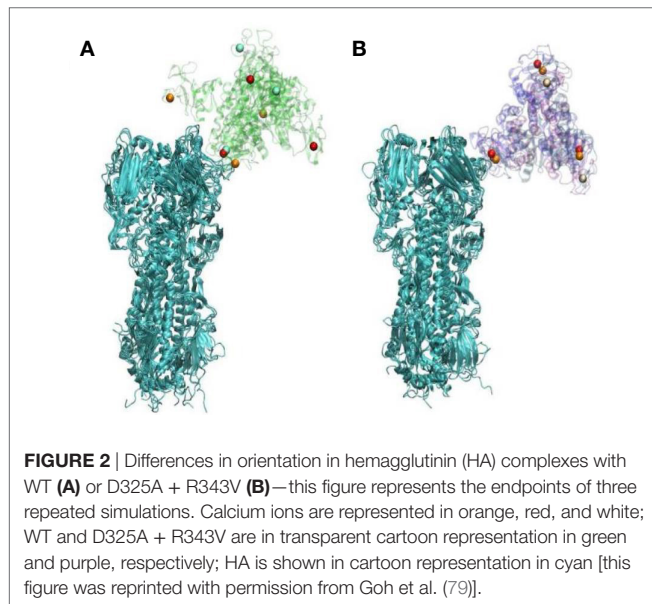 A
B
FIGURE 2 | Differences in orientation in hemagglutinin (HA) complexes with
WT (A) or D325A + R343V (B)—this figure represents the endpoints of three
repeated simulations. Calcium ions are represented in orange, red, and white;
WT and D325A + R343V are in transparent cartoon representation in green
and purple, respectively; HA is shown in cartoon representation in cyan [this
figure was reprinted with permission from Goh et al. (79)].